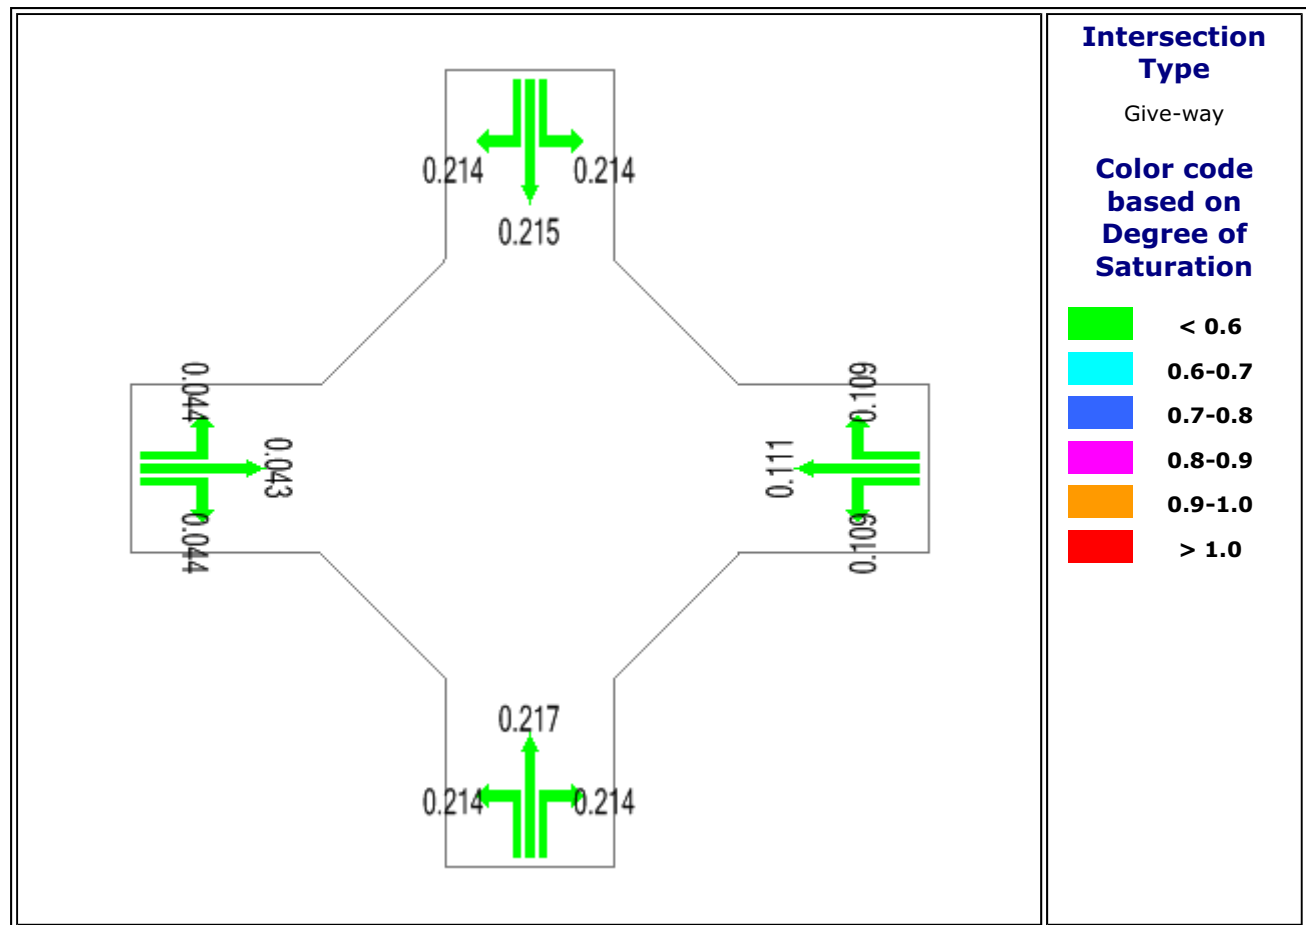 0.214
0.214
0.215
0.044
0.043
0.044
0.109
0.111
0.109
0.217
0.214
0.214
Intersection
Type
Give-way
Color code
based on
Degree of
Saturation
< 0.6
0.6-0.7
0.7-0.8
0.8-0.9
0.9-1.0
> 1.0